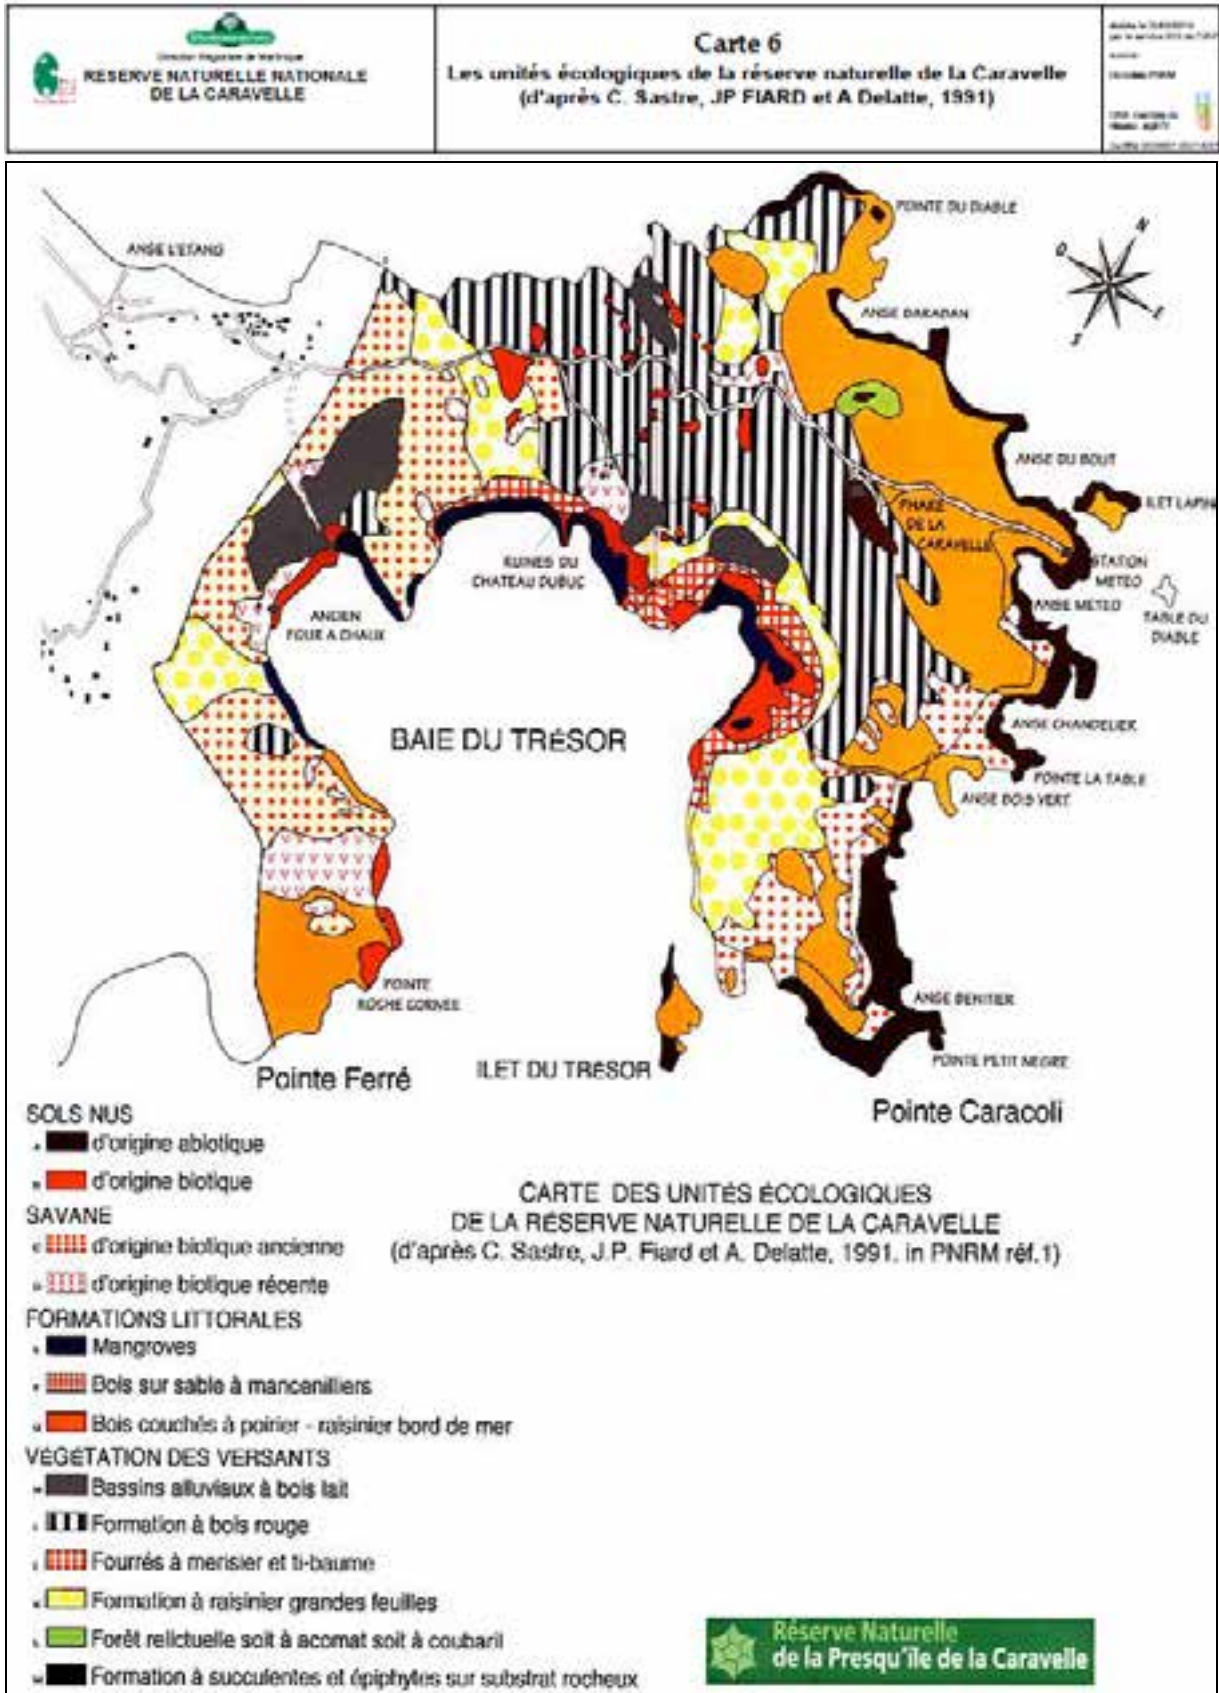 Carte 6
Les unités écologiques de la réserve naturelle de la Caravelle
(d'après C. Sastre, JP FIARD et A Delatte, 1991)
RÉSERVE NATURELLE NATIONALE
DE LA CARAVELLE
POINTE DU DIABLE
ANSE L'ETANG
N
O
E
S
ANSE DU BOUT
ILET LAPIN
PHARE
DE LA
CARAVELLE
STATION
METEO
RUINES DU
CHATEAU DUBUC
ANSE METEO
TABLE DU
DIABLE
ANCIEN
FOUR A CHAUX
ANSE CHANDELIER
BAIE DU TRÉSOR
POINTE LA TABLE
ANSE BOIS VERT
POINTE
ANSE BENITIER
POINTE PETIT NEGRE
ILET DU TRÉSOR
Pointe Ferré
Pointe Caracoli
SOLS NUS
d'origine abiotique
d'origine biotique
SAVANE
d'origine biotique ancienne
d'origine biotique récente
FORMATIONS LITTORALES
Mangroves
Bois sur sable à mancenilliers
Bois couchés à poirier - raisinier bord de mer
VÉGÉTATION DES VERSANTS
Bassins alluviaux à bois lait
Formation à bois rouge
Fourrés à merisier et ti-baume
Formation à raisinier grandes feuilles
Forêt relictuelle soit à acomat soit à coubaril
Formation à succulentes et épiphytes sur substrat rocheux
CARTE DES UNITÉS ÉCOLOGIQUES
DE LA RÉSERVE NATURELLE DE LA CARAVELLE
(d'après C. Sastre, J.P. Fiard et A. Delatte, 1991. in PNRM réf.1)
Réserve Naturelle
de la Presqu'île de la Caravelle